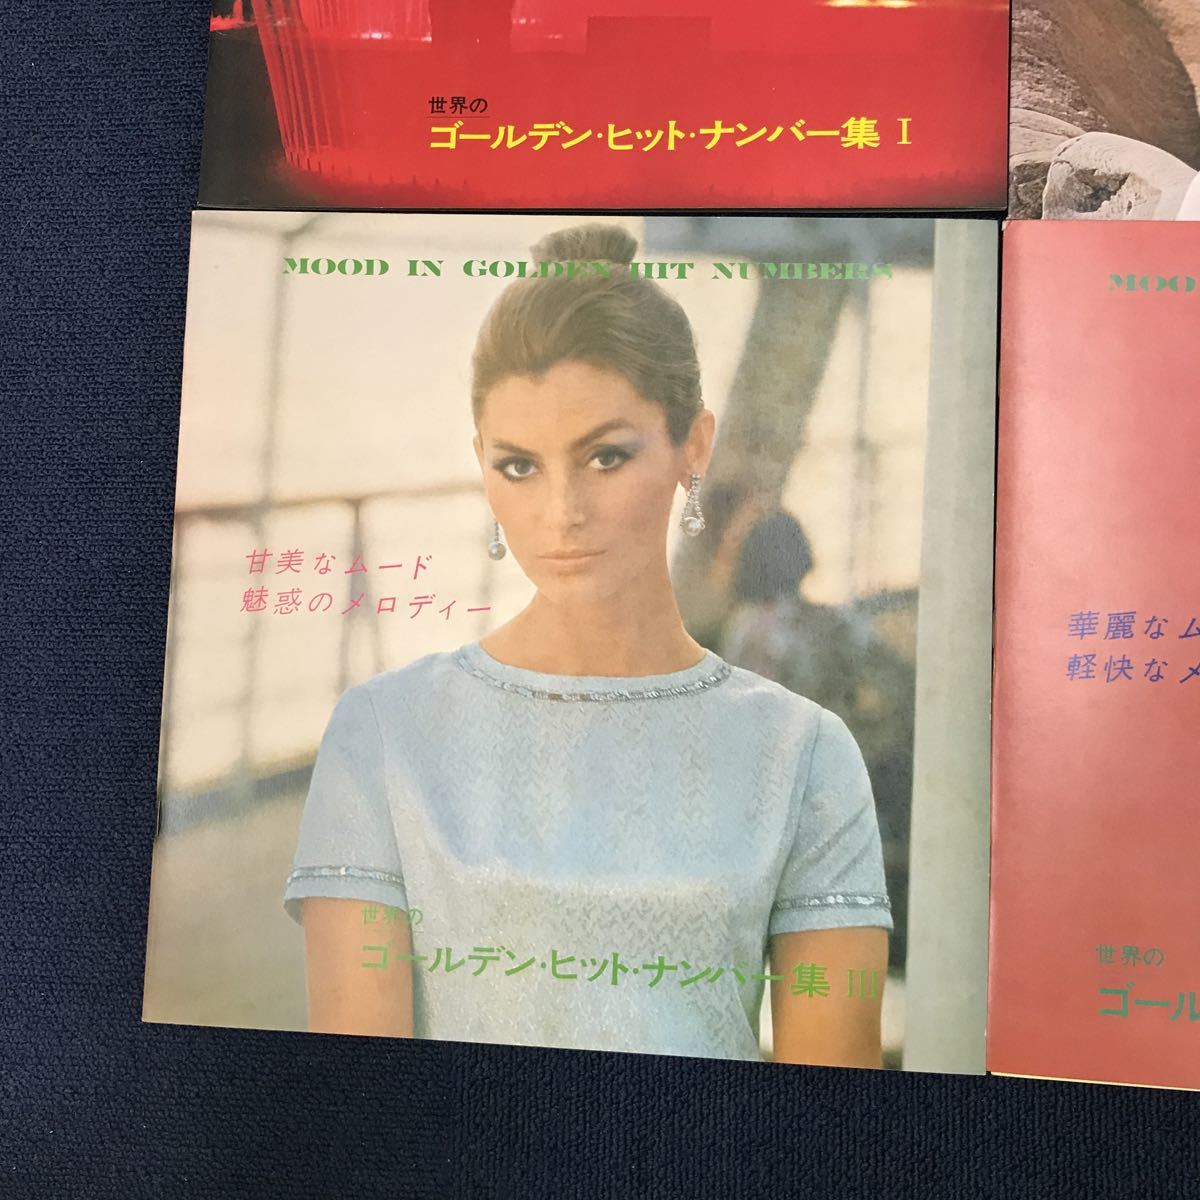 世界の
ゴールデン・ヒット・ナンバー集 I
MOOD IN GOLDEN HIT NUMBERS
甘美なムード
魅惑のメロディー
世界の
ゴールデン・ヒット・ナンバー集 III
MOO
華麗なム
軽快なメ
世界の
ゴール